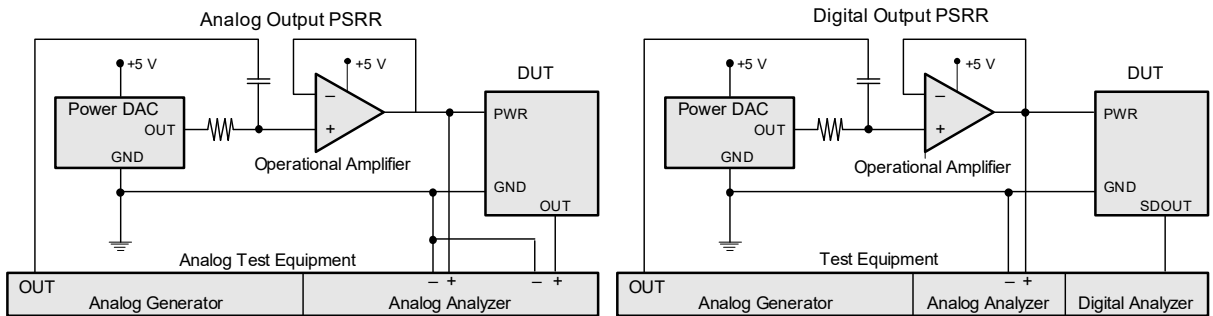 Analog Output PSRR
+5 V
+5 V
DUT
Power DAC
OUT
GND
−
+
Operational Amplifier
PWR
GND
OUT
Analog Test Equipment
− +
− +
OUT
Analog Generator
Analog Analyzer
Digital Output PSRR
+5 V
+5 V
DUT
Power DAC
OUT
GND
−
+
Operational Amplifier
PWR
GND
SDOUT
Test Equipment
− +
OUT
Analog Generator
Analog Analyzer
Digital Analyzer